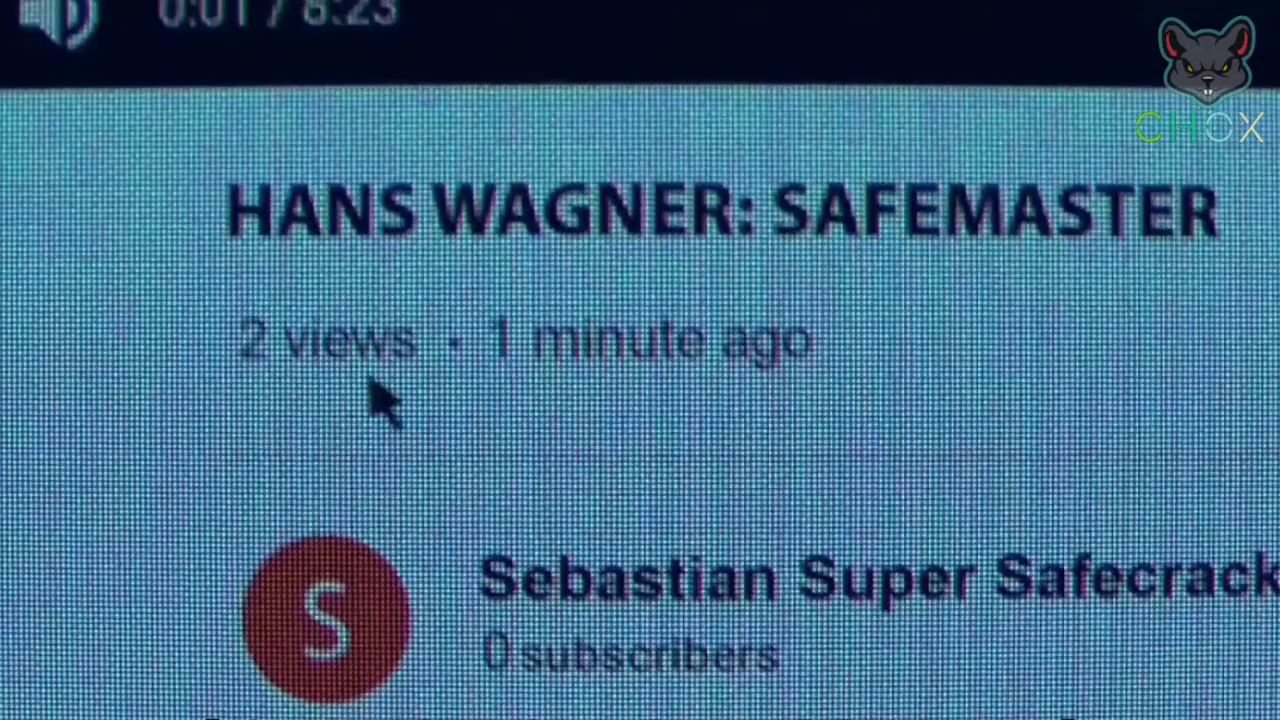 0:01 / 8:23
CHOX
HANS WAGNER: SAFEMASTER
2 views · 1 minute ago
S
Sebastian Super Safecrack
0 subscribers